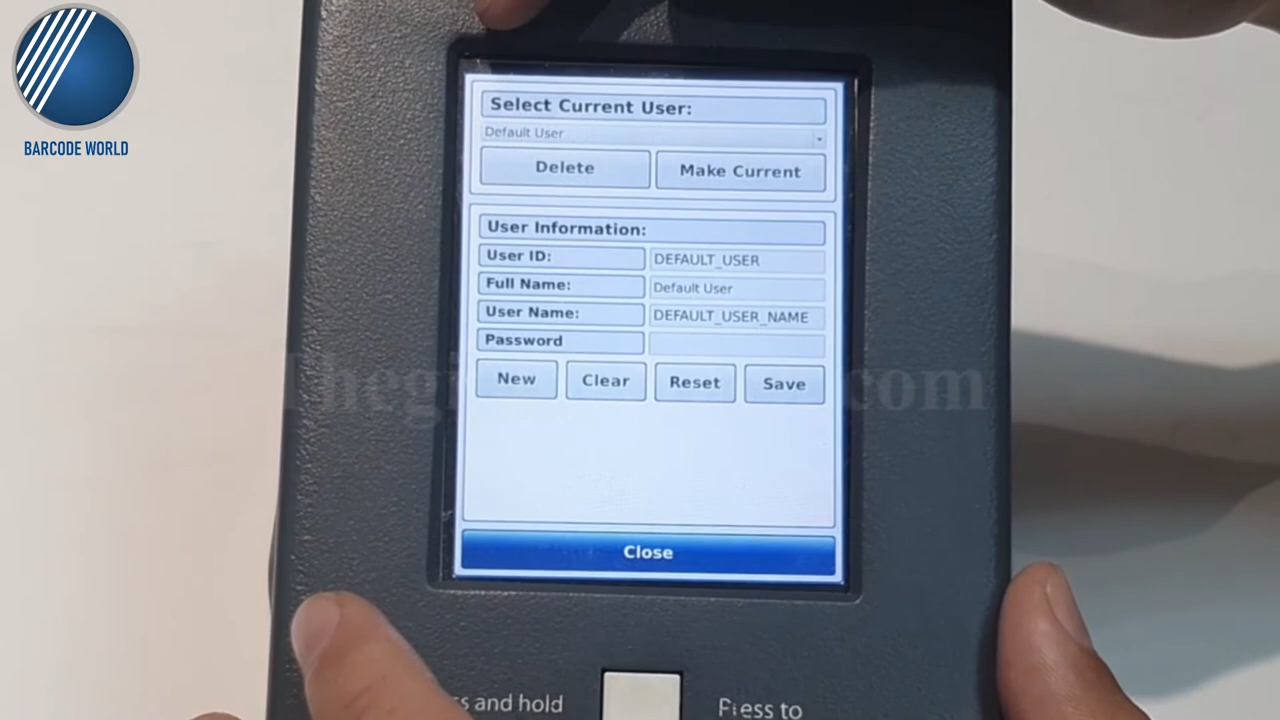 BARCODE WORLD
Select Current User:
Default User
Delete Make Current
User Information:
User ID: DEFAULT_USER
Full Name: Default User
User Name: DEFAULT_USER_NAME
Password
New Clear Reset Save
Close
and hold
Press to